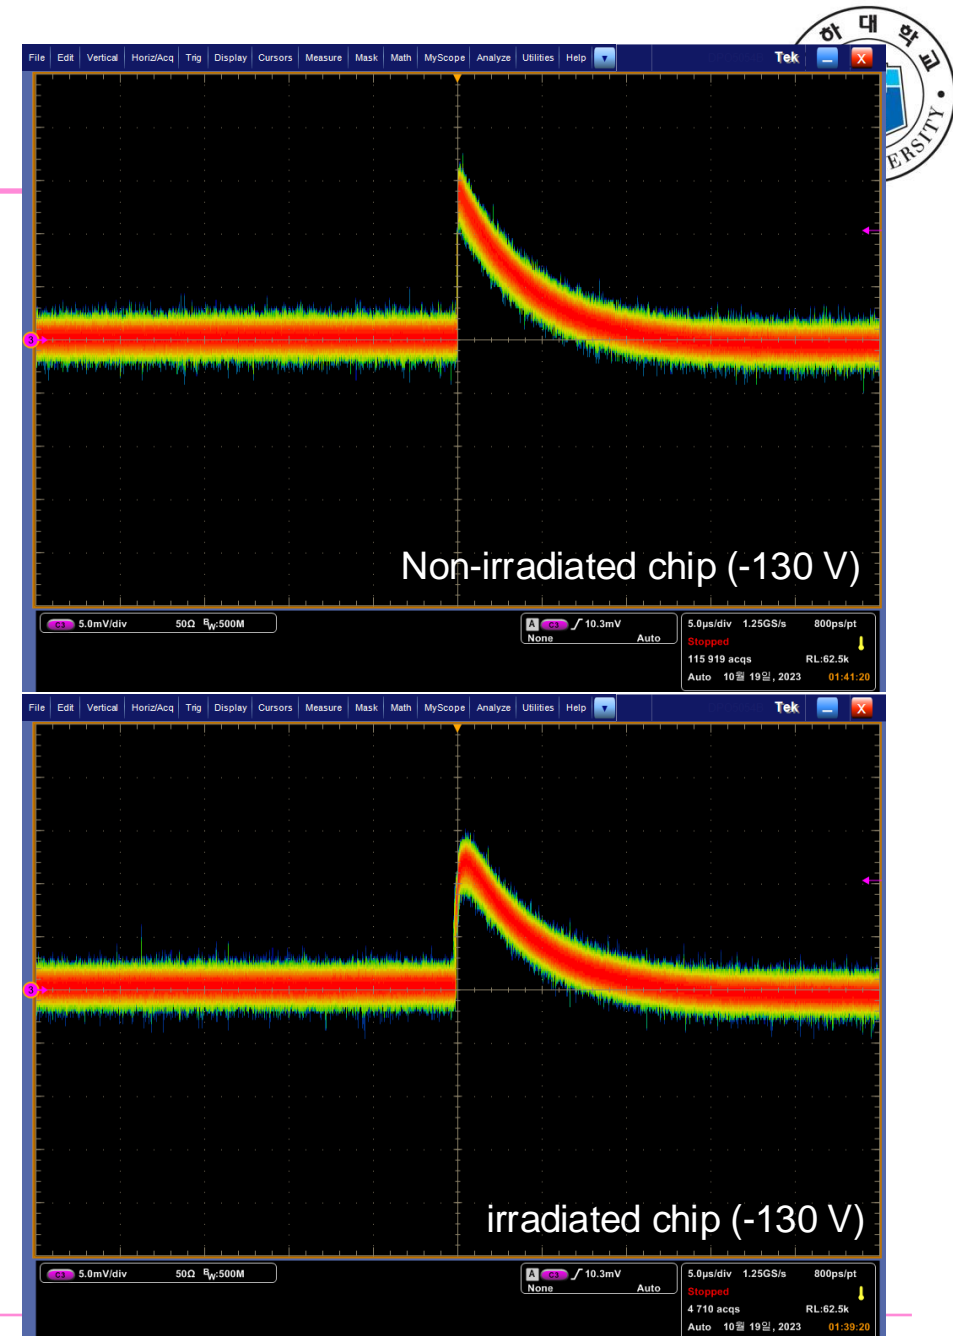 하대학교
ERSITY
File Edit Vertical Horiz/Acq Trig Display Cursors Measure Mask Math MyScope Analyze Utilities Help Tek X
3
Non-irradiated chip (-130 V)
C3 5.0mV/div 50Ω BW:500M
A C3 10.3mV
None Auto
5.0µs/div 1.25GS/s 800ps/pt
Stopped
115 919 acqs RL:62.5k
Auto 10월 19일, 2023 01:41:20
File Edit Vertical Horiz/Acq Trig Display Cursors Measure Mask Math MyScope Analyze Utilities Help Tek X
3
irradiated chip (-130 V)
C3 5.0mV/div 50Ω BW:500M
A C3 10.3mV
None Auto
5.0µs/div 1.25GS/s 800ps/pt
Stopped
4 710 acqs RL:62.5k
Auto 10월 19일, 2023 01:39:20